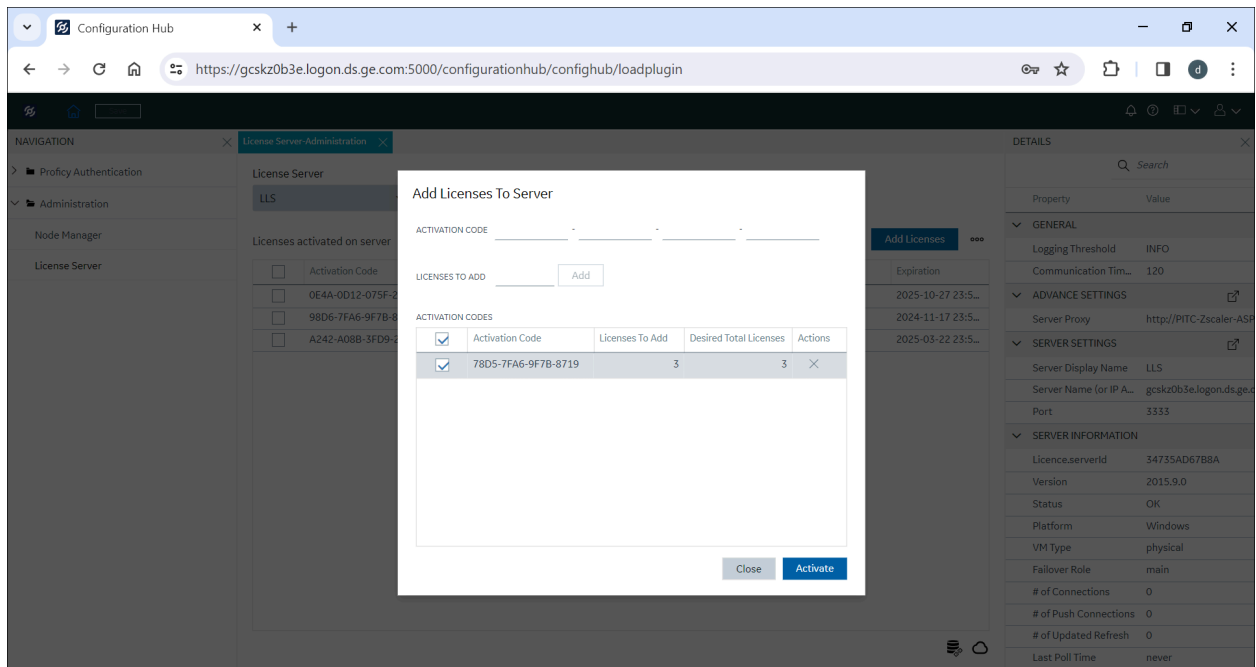 Configuration Hub
https://gcskz0b3e.logon.ds.ge.com:5000/configurationhub/confighub/loadplugin
d
NAVIGATION
Proficy Authentication
Administration
Node Manager
License Server
License Server-Administration
License Server
LLS
Licenses activated on server
Add Licenses
Activation Code
Expiration
0E4A-0D12-075F-2
2025-10-27 23:5...
98D6-7FA6-9F7B-8
2024-11-17 23:5...
A242-A08B-3FD9-2
2025-03-22 23:5...
Add Licenses To Server
ACTIVATION CODE - - -
LICENSES TO ADD
Add
ACTIVATION CODES
Activation Code Licenses To Add Desired Total Licenses Actions
78D5-7FA6-9F7B-8719 3 3
Close Activate
DETAILS
Search
Property Value
GENERAL
Logging Threshold INFO
Communication Tim... 120
ADVANCE SETTINGS
Server Proxy http://PITC-Zscaler-ASP
SERVER SETTINGS
Server Display Name LLS
Server Name (or IP A... gcskz0b3e.logon.ds.ge.c
Port 3333
SERVER INFORMATION
Licence.serverId 34735AD67B8A
Version 2015.9.0
Status OK
Platform Windows
VM Type physical
Failover Role main
# of Connections 0
# of Push Connections 0
# of Updated Refresh 0
Last Poll Time never